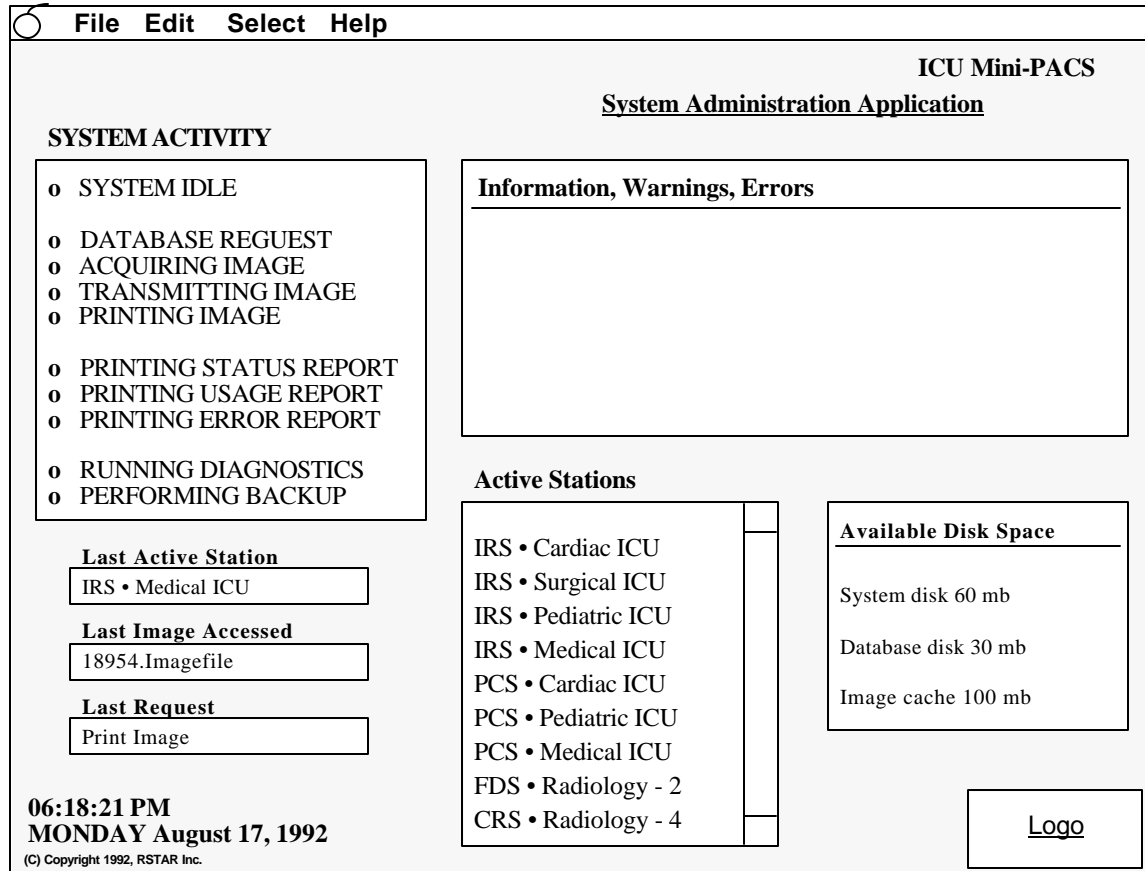 File Edit Select Help
ICU Mini-PACS
System Administration Application
SYSTEM ACTIVITY
o SYSTEM IDLE
o DATABASE REGUEST
o ACQUIRING IMAGE
o TRANSMITTING IMAGE
o PRINTING IMAGE
o PRINTING STATUS REPORT
o PRINTING USAGE REPORT
o PRINTING ERROR REPORT
o RUNNING DIAGNOSTICS
o PERFORMING BACKUP
Information, Warnings, Errors
Last Active Station
IRS • Medical ICU
Last Image Accessed
18954.Imagefile
Last Request
Print Image
Active Stations
IRS • Cardiac ICU
IRS • Surgical ICU
IRS • Pediatric ICU
IRS • Medical ICU
PCS • Cardiac ICU
PCS • Pediatric ICU
PCS • Medical ICU
FDS • Radiology - 2
CRS • Radiology - 4
Available Disk Space
System disk 60 mb
Database disk 30 mb
Image cache 100 mb
06:18:21 PM
MONDAY August 17, 1992
(C) Copyright 1992, RSTAR Inc.
Logo